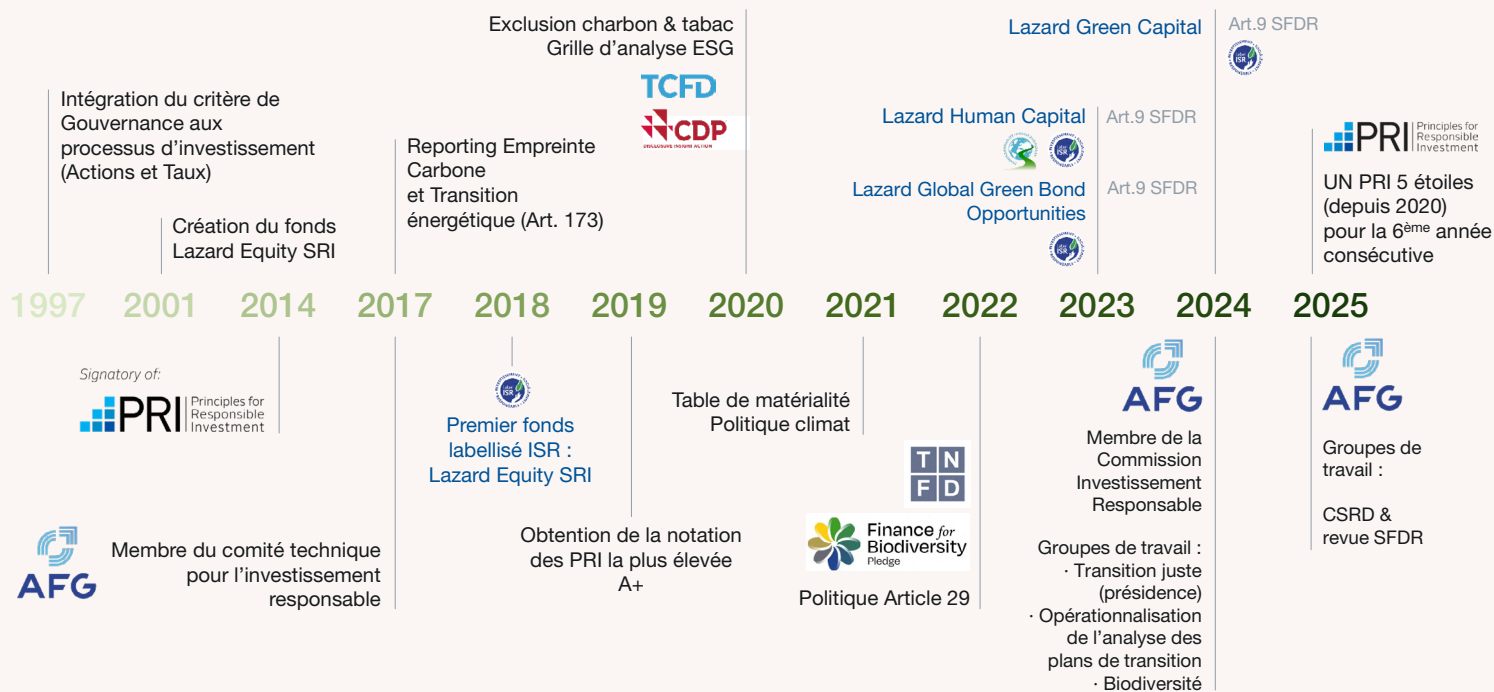 Exclusion charbon & tabac
Grille d’analyse ESG
TCFD
CDP
DISCLOSURE INSIGHT ACTION
Lazard Green Capital
Art.9 SFDR
Intégration du critère de
Gouvernance aux
processus d’investissement
(Actions et Taux)
Création du fonds
Lazard Equity SRI
Reporting Empreinte
Carbone
et Transition
énergétique (Art. 173)
Lazard Human Capital
Art.9 SFDR
Lazard Global Green Bond
Opportunities
Art.9 SFDR
PRI
Principles for
Responsible
Investment
UN PRI 5 étoiles
(depuis 2020)
pour la 6ème année
consécutive
1997 2001 2014 2017 2018 2019 2020 2021 2022 2023 2024 2025
Signatory of:
PRI
Principles for
Responsible
Investment
AFG
Membre du comité technique
pour l’investissement
responsable
Premier fonds
labellisé ISR :
Lazard Equity SRI
Obtention de la notation
des PRI la plus élevée
A+
Table de matérialité
Politique climat
TN
FD
Finance for
Biodiversity
Pledge
Politique Article 29
AFG
Membre de la
Commission
Investissement
Responsable
Groupes de travail :
· Transition juste
(présidence)
· Opérationnalisation
de l’analyse des
plans de transition
· Biodiversité
AFG
Groupes de
travail :
CSRD &
revue SFDR